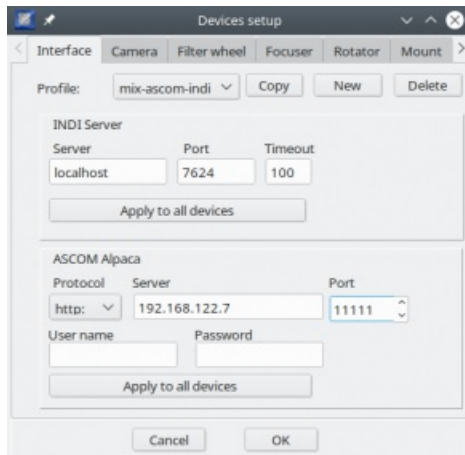 Devices setup
Interface Camera Filter wheel Focuser Rotator Mount
Profile: mix-ascom-indi Copy New Delete
INDI Server
Server Port Timeout
localhost 7624 100
Apply to all devices
ASCOM Alpaca
Protocol Server Port
http: 192.168.122.7 11111
User name Password
Apply to all devices
Cancel OK